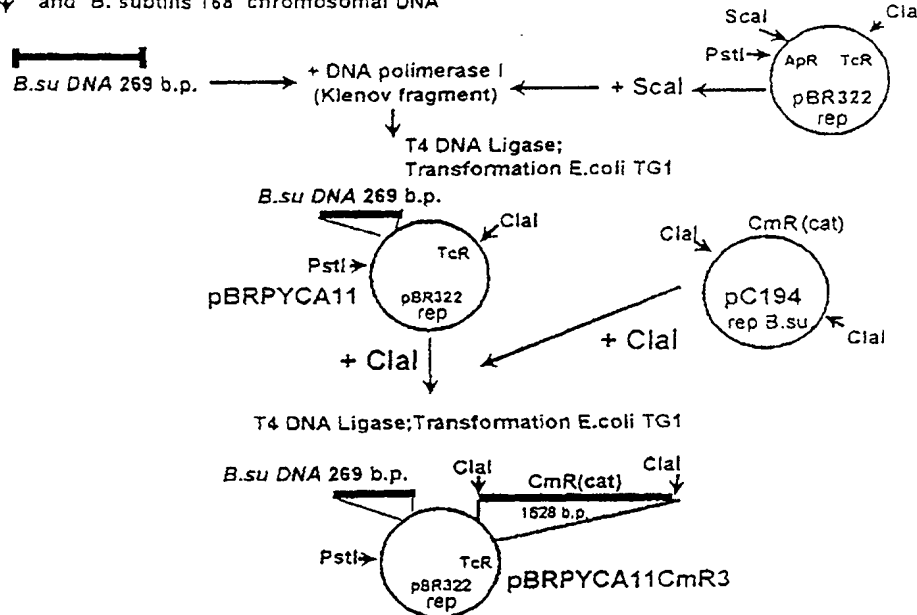 and B. subtilis 168 chromosomal DNA
ScaI
ClaI
PstI
ApR TcR
pBR322
rep
B.su DNA 269 b.p.
+ DNA polimerase I
(Klenov fragment)
+ ScaI
T4 DNA Ligase;
Transformation E.coli TG1
B.su DNA 269 b.p.
ClaI
TcR
PstI
pBRPYCA11
pBR322
rep
ClaI
CmR (cat)
pC194
rep B.su
ClaI
+ ClaI
+ ClaI
T4 DNA Ligase;Transformation E.coli TG1
B.su DNA 269 b.p.
ClaI
CmR(cat)
ClaI
1628 b.p.
PstI
TcR
pBR322
rep
pBRPYCA11CmR3